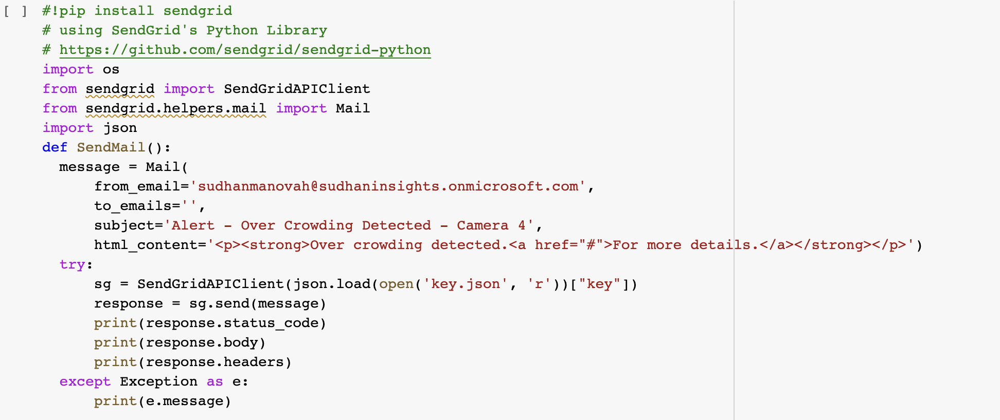 [ ] #!pip install sendgrid
# using SendGrid's Python Library
# https://github.com/sendgrid/sendgrid-python
import os
from sendgrid import SendGridAPIClient
from sendgrid.helpers.mail import Mail
import json
def SendMail():
  message = Mail(
      from_email='sudhanmanovah@sudhaninsights.onmicrosoft.com',
      to_emails='',
      subject='Alert - Over Crowding Detected - Camera 4',
      html_content='<p><strong>Over crowding detected.<a href="#">For more details.</a></strong></p>')
  try:
      sg = SendGridAPIClient(json.load(open('key.json', 'r'))["key"])
      response = sg.send(message)
      print(response.status_code)
      print(response.body)
      print(response.headers)
  except Exception as e:
      print(e.message)